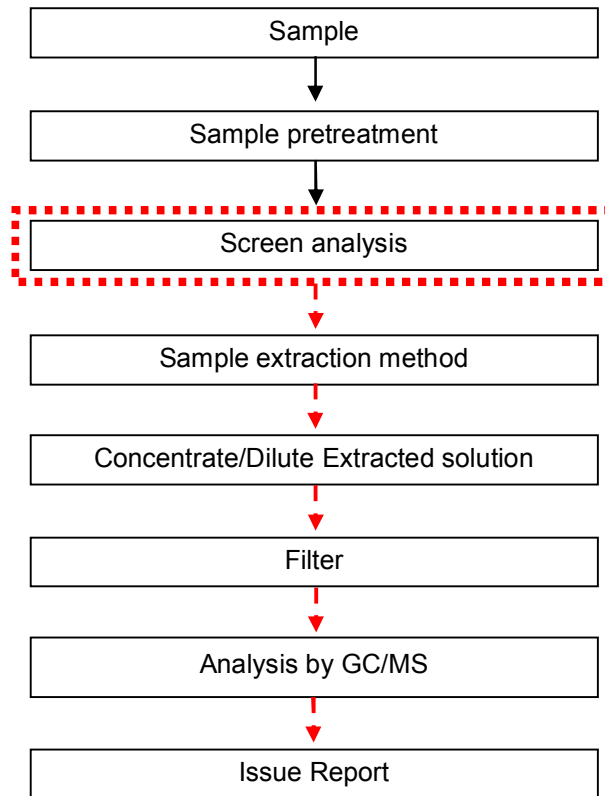 Sample
Sample pretreatment
Screen analysis
Sample extraction method
Concentrate/Dilute Extracted solution
Filter
Analysis by GC/MS
Issue Report